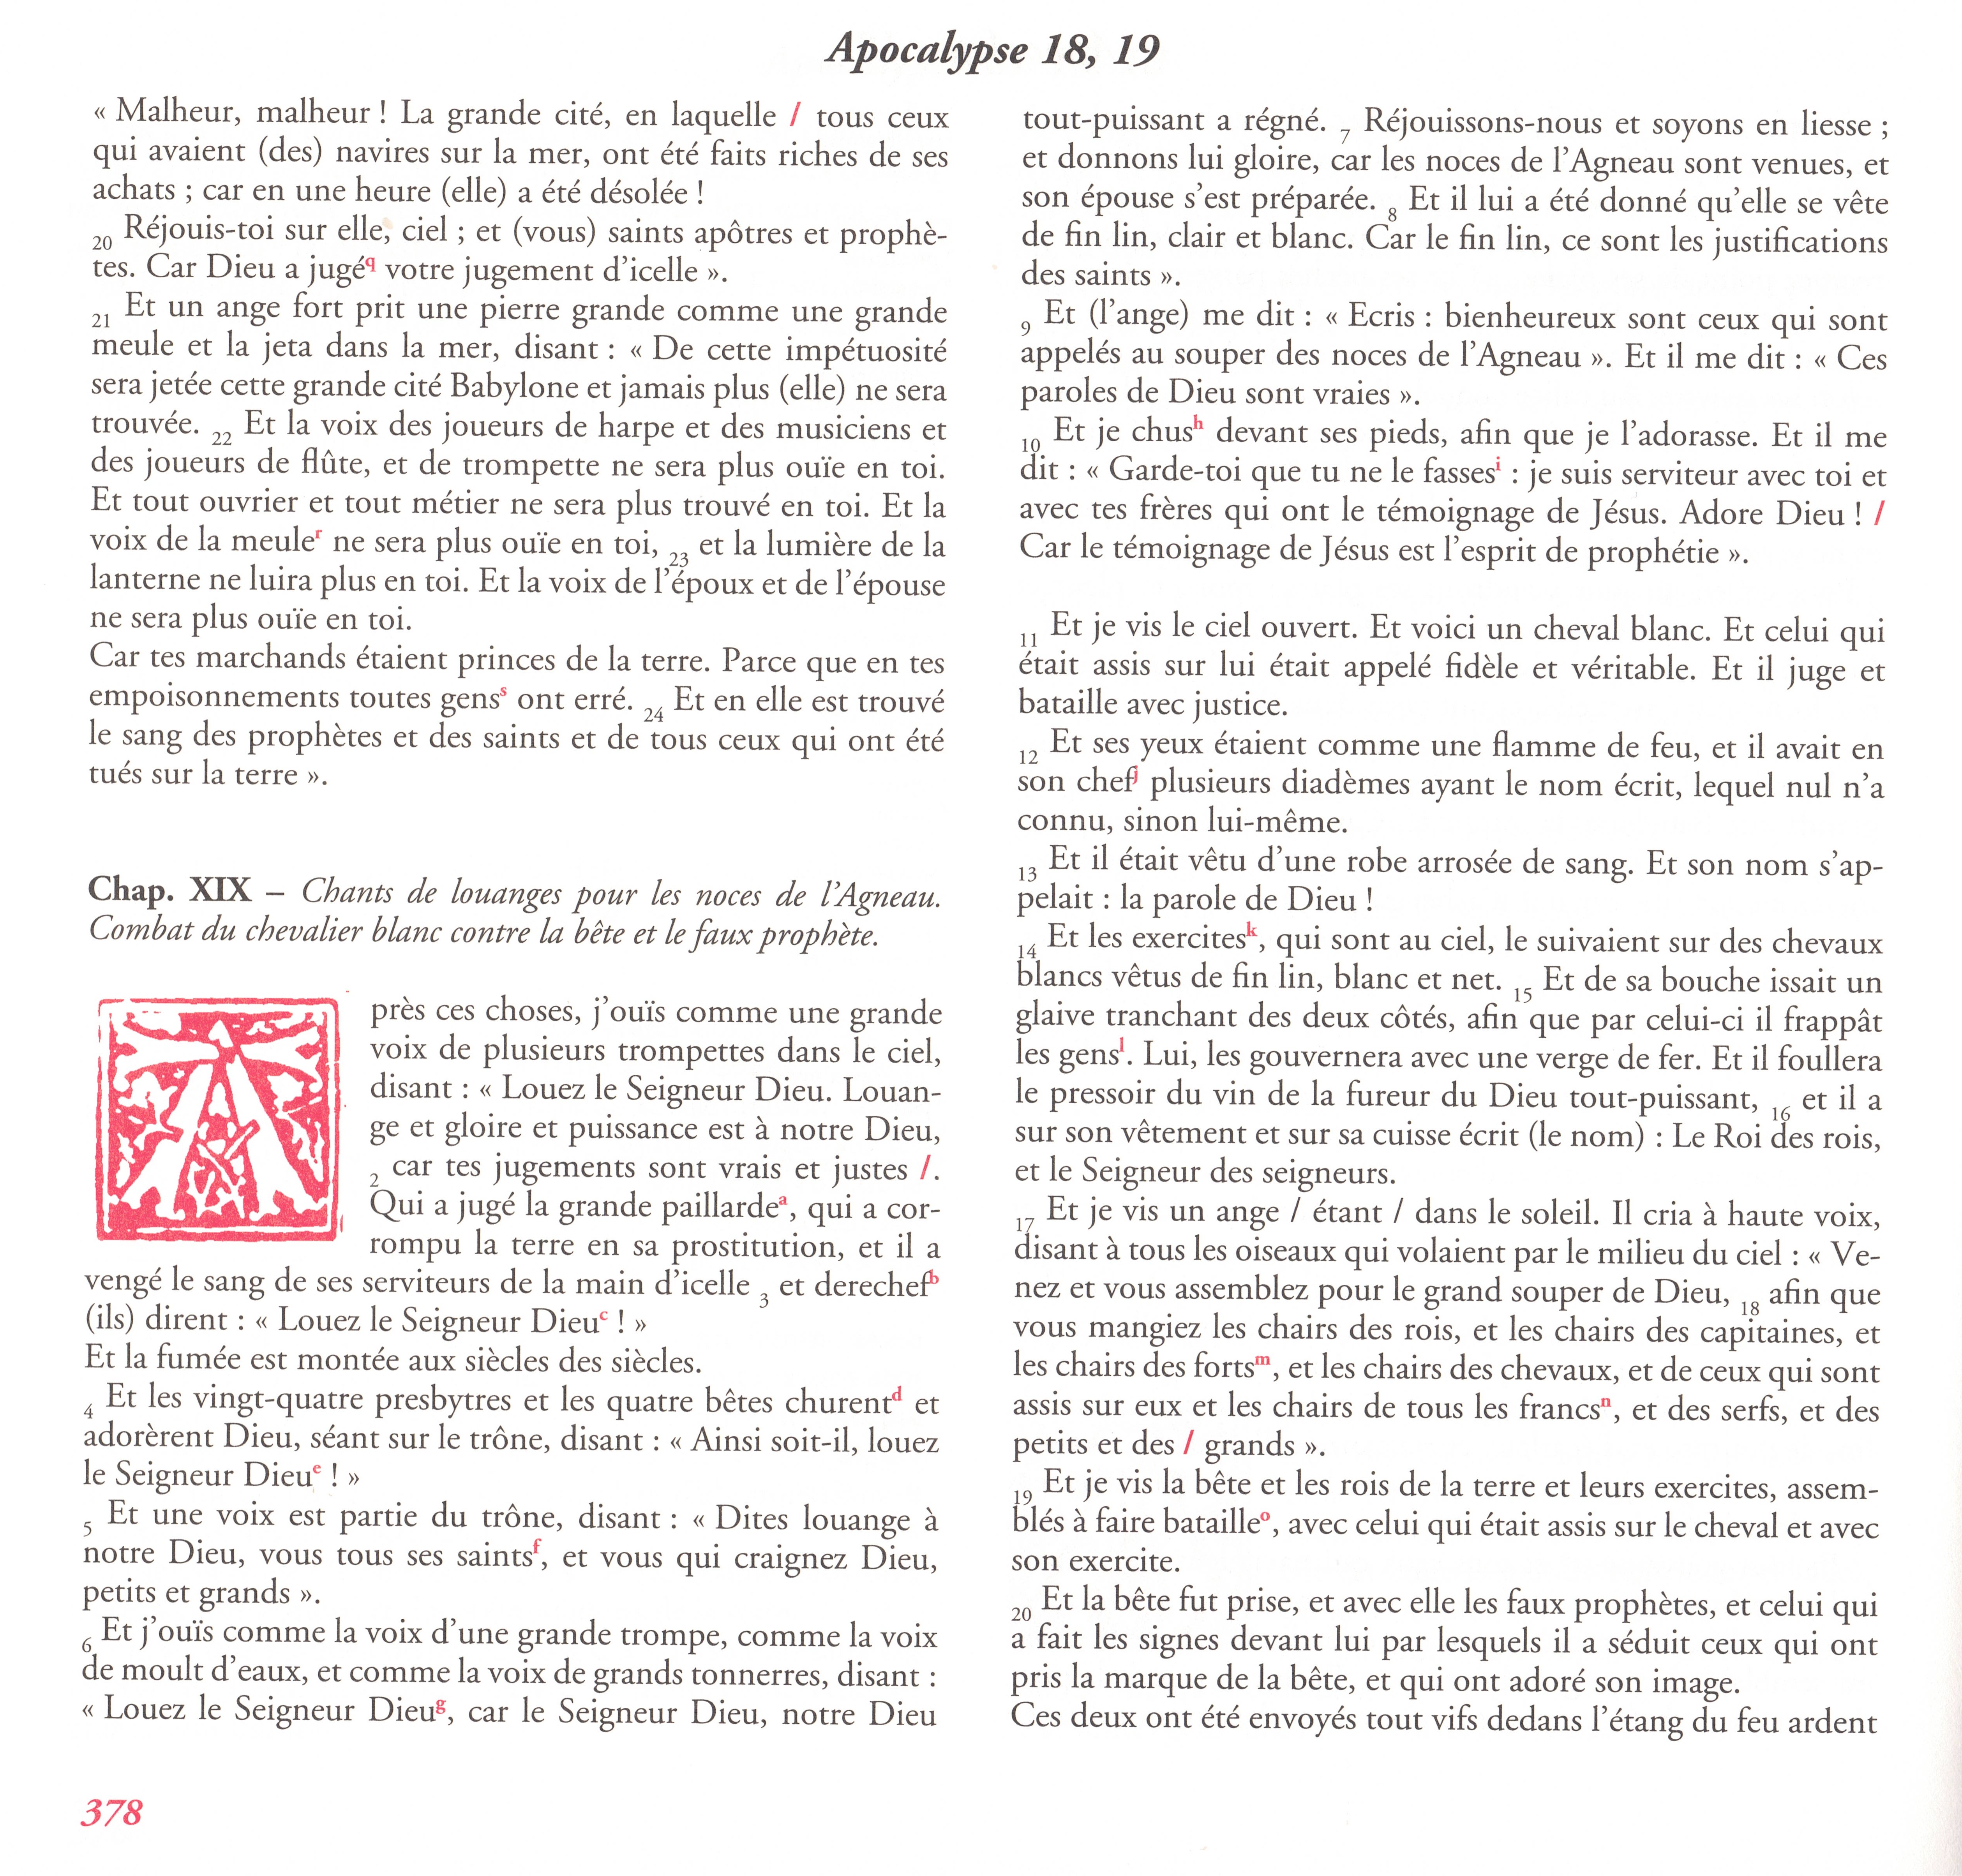 Apocalypse 18, 19
« Malheur, malheur ! La grande cité, en laquelle / tous ceux
qui avaient (des) navires sur la mer, ont été faits riches de ses
achats ; car en une heure (elle) a été désolée !
20 Réjouis-toi sur elle, ciel ; et (vous) saints apôtres et prophè-
tes. Car Dieu a jugéq votre jugement d'icelle ».
21 Et un ange fort prit une pierre grande comme une grande
meule et la jeta dans la mer, disant : « De cette impétuosité
sera jetée cette grande cité Babylone et jamais plus (elle) ne sera
trouvée. 22 Et la voix des joueurs de harpe et des musiciens et
des joueurs de flûte, et de trompette ne sera plus ouïe en toi.
Et tout ouvrier et tout métier ne sera plus trouvé en toi. Et la
voix de la meuler ne sera plus ouïe en toi, 23 et la lumière de la
lanterne ne luira plus en toi. Et la voix de l'époux et de l'épouse
ne sera plus ouïe en toi.
Car tes marchands étaient princes de la terre. Parce que en tes
empoisonnements toutes genss ont erré. 24 Et en elle est trouvé
le sang des prophètes et des saints et de tous ceux qui ont été
tués sur la terre ».
Chap. XIX – Chants de louanges pour les noces de l'Agneau.
Combat du chevalier blanc contre la bête et le faux prophète.
Après ces choses, j'ouïs comme une grande
voix de plusieurs trompettes dans le ciel,
disant : « Louez le Seigneur Dieu. Louan-
ge et gloire et puissance est à notre Dieu,
2 car tes jugements sont vrais et justes /.
Qui a jugé la grande paillardea, qui a cor-
rompu la terre en sa prostitution, et il a
vengé le sang de ses serviteurs de la main d'icelle 3 et derechefb
(ils) dirent : « Louez le Seigneur Dieuc ! »
Et la fumée est montée aux siècles des siècles.
4 Et les vingt-quatre presbytres et les quatre bêtes churentd et
adorèrent Dieu, séant sur le trône, disant : « Ainsi soit-il, louez
le Seigneur Dieue ! »
5 Et une voix est partie du trône, disant : « Dites louange à
notre Dieu, vous tous ses saintsf, et vous qui craignez Dieu,
petits et grands ».
6 Et j'ouïs comme la voix d'une grande trompe, comme la voix
de moult d'eaux, et comme la voix de grands tonnerres, disant :
« Louez le Seigneur Dieug, car le Seigneur Dieu, notre Dieu
tout-puissant a régné. 7 Réjouissons-nous et soyons en liesse ;
et donnons lui gloire, car les noces de l'Agneau sont venues, et
son épouse s'est préparée. 8 Et il lui a été donné qu'elle se vête
de fin lin, clair et blanc. Car le fin lin, ce sont les justifications
des saints ».
9 Et (l'ange) me dit : « Ecris : bienheureux sont ceux qui sont
appelés au souper des noces de l'Agneau ». Et il me dit : « Ces
paroles de Dieu sont vraies ».
10 Et je chush devant ses pieds, afin que je l'adorasse. Et il me
dit : « Garde-toi que tu ne le fassesi : je suis serviteur avec toi et
avec tes frères qui ont le témoignage de Jésus. Adore Dieu ! /
Car le témoignage de Jésus est l'esprit de prophétie ».
11 Et je vis le ciel ouvert. Et voici un cheval blanc. Et celui qui
était assis sur lui était appelé fidèle et véritable. Et il juge et
bataille avec justice.
12 Et ses yeux étaient comme une flamme de feu, et il avait en
son chefj plusieurs diadèmes ayant le nom écrit, lequel nul n'a
connu, sinon lui-même.
13 Et il était vêtu d'une robe arrosée de sang. Et son nom s'ap-
pelait : la parole de Dieu !
14 Et les exercitesk, qui sont au ciel, le suivaient sur des chevaux
blancs vêtus de fin lin, blanc et net. 15 Et de sa bouche issait un
glaive tranchant des deux côtés, afin que par celui-ci il frappât
les gensl. Lui, les gouvernera avec une verge de fer. Et il foullera
le pressoir du vin de la fureur du Dieu tout-puissant, 16 et il a
sur son vêtement et sur sa cuisse écrit (le nom) : Le Roi des rois,
et le Seigneur des seigneurs.
17 Et je vis un ange / étant / dans le soleil. Il cria à haute voix,
disant à tous les oiseaux qui volaient par le milieu du ciel : « Ve-
nez et vous assemblez pour le grand souper de Dieu, 18 afin que
vous mangiez les chairs des rois, et les chairs des capitaines, et
les chairs des fortsm, et les chairs des chevaux, et de ceux qui sont
assis sur eux et les chairs de tous les francsn, et des serfs, et des
petits et des / grands ».
19 Et je vis la bête et les rois de la terre et leurs exercites, assem-
blés à faire batailleo, avec celui qui était assis sur le cheval et avec
son exercite.
20 Et la bête fut prise, et avec elle les faux prophètes, et celui qui
a fait les signes devant lui par lesquels il a séduit ceux qui ont
pris la marque de la bête, et qui ont adoré son image.
Ces deux ont été envoyés tout vifs dedans l'étang du feu ardent
378